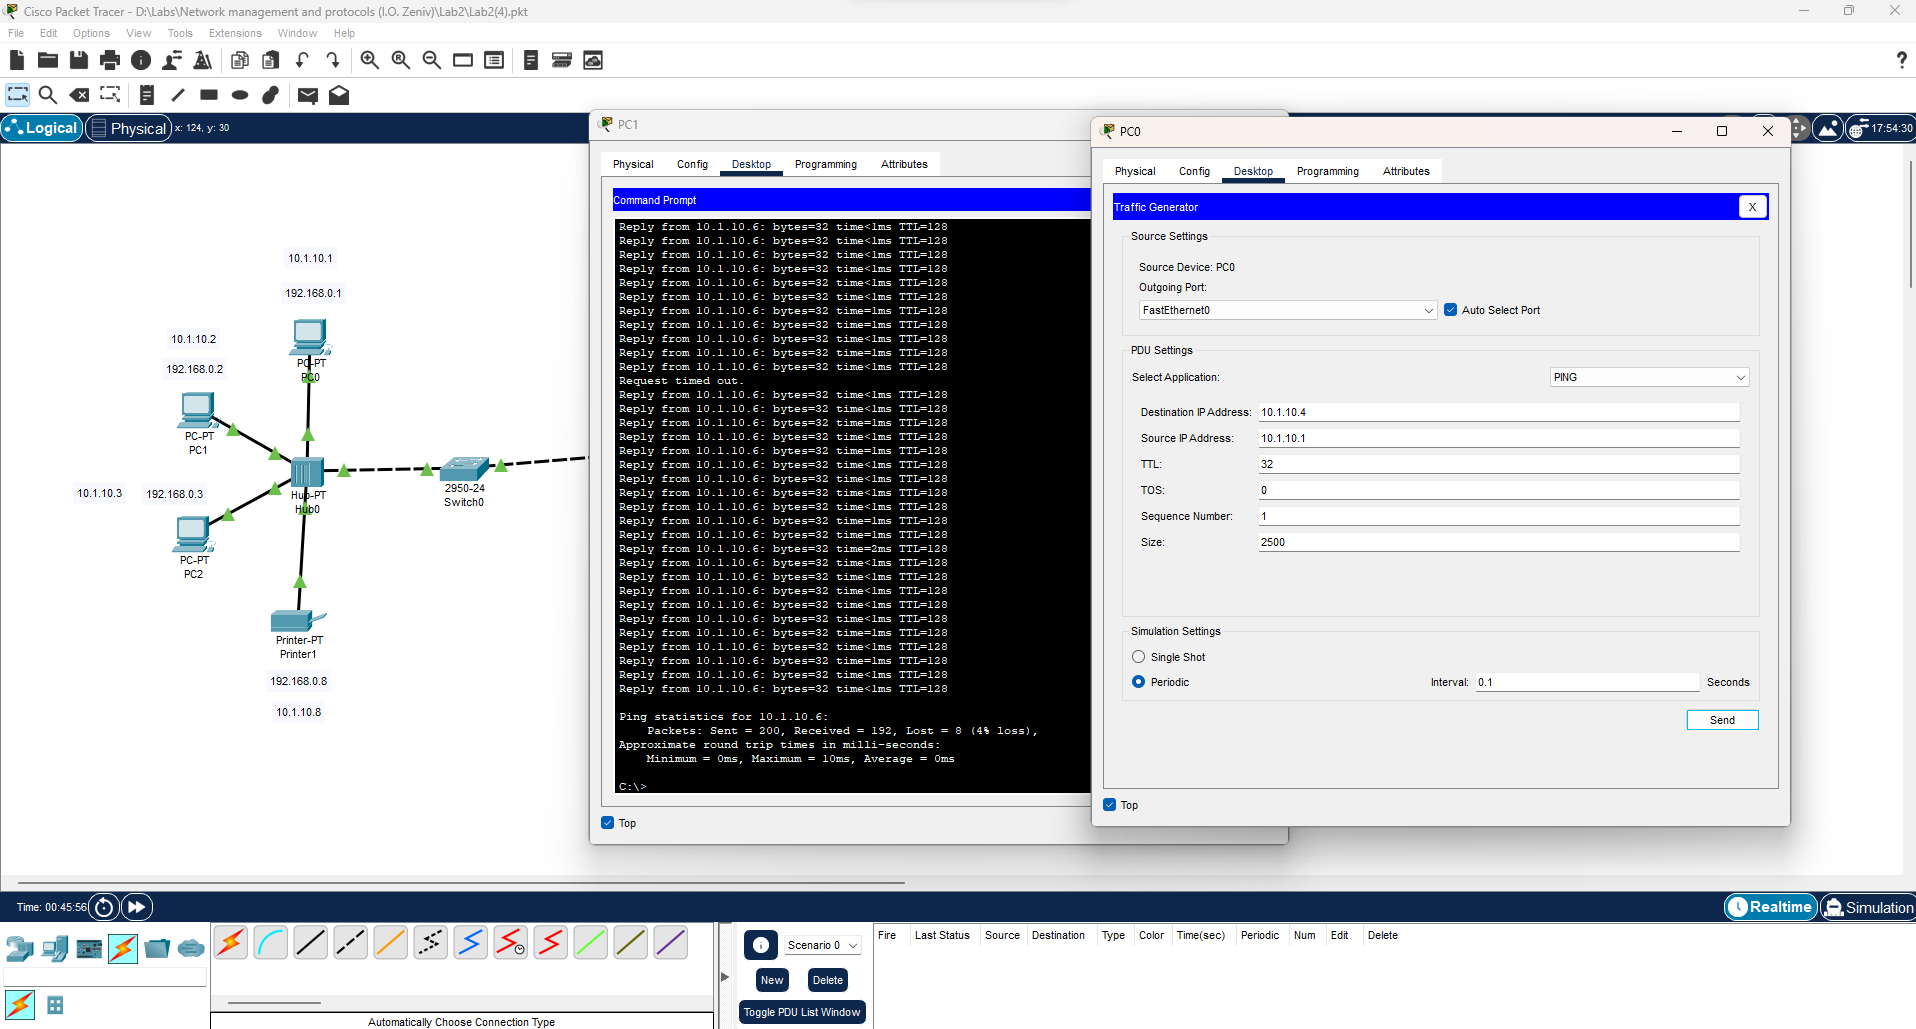 Cisco Packet Tracer - D:\Labs\Network management and protocols (I.O. Zeniv)\Lab2\Lab2(4).pkt
File Edit Options View Tools Extensions Window Help
Logical Physical x: 124, y: 30
17:54:30
10.1.10.1
192.168.0.1
10.1.10.2
192.168.0.2
PC-PT
PC0
PC-PT
PC1
10.1.10.3 192.168.0.3
Hub-PT
Hub0
2950-24
Switch0
PC-PT
PC2
Printer-PT
Printer1
192.168.0.8
10.1.10.8
PC1
Physical Config Desktop Programming Attributes
Command Prompt
Reply from 10.1.10.6: bytes=32 time<1ms TTL=128
Reply from 10.1.10.6: bytes=32 time<1ms TTL=128
Reply from 10.1.10.6: bytes=32 time<1ms TTL=128
Reply from 10.1.10.6: bytes=32 time<1ms TTL=128
Reply from 10.1.10.6: bytes=32 time<1ms TTL=128
Reply from 10.1.10.6: bytes=32 time<1ms TTL=128
Reply from 10.1.10.6: bytes=32 time<1ms TTL=128
Reply from 10.1.10.6: bytes=32 time<1ms TTL=128
Reply from 10.1.10.6: bytes=32 time=1ms TTL=128
Reply from 10.1.10.6: bytes=32 time=1ms TTL=128
Reply from 10.1.10.6: bytes=32 time<1ms TTL=128
Request timed out.
Reply from 10.1.10.6: bytes=32 time<1ms TTL=128
Reply from 10.1.10.6: bytes=32 time<1ms TTL=128
Reply from 10.1.10.6: bytes=32 time=1ms TTL=128
Reply from 10.1.10.6: bytes=32 time<1ms TTL=128
Reply from 10.1.10.6: bytes=32 time=1ms TTL=128
Reply from 10.1.10.6: bytes=32 time<1ms TTL=128
Reply from 10.1.10.6: bytes=32 time<1ms TTL=128
Reply from 10.1.10.6: bytes=32 time<1ms TTL=128
Reply from 10.1.10.6: bytes=32 time<1ms TTL=128
Reply from 10.1.10.6: bytes=32 time=1ms TTL=128
Reply from 10.1.10.6: bytes=32 time=1ms TTL=128
Reply from 10.1.10.6: bytes=32 time=2ms TTL=128
Reply from 10.1.10.6: bytes=32 time<1ms TTL=128
Reply from 10.1.10.6: bytes=32 time<1ms TTL=128
Reply from 10.1.10.6: bytes=32 time<1ms TTL=128
Reply from 10.1.10.6: bytes=32 time<1ms TTL=128
Reply from 10.1.10.6: bytes=32 time=1ms TTL=128
Reply from 10.1.10.6: bytes=32 time<1ms TTL=128
Reply from 10.1.10.6: bytes=32 time=1ms TTL=128
Reply from 10.1.10.6: bytes=32 time<1ms TTL=128
Reply from 10.1.10.6: bytes=32 time<1ms TTL=128
Ping statistics for 10.1.10.6:
Packets: Sent = 200, Received = 192, Lost = 8 (4% loss),
Approximate round trip times in milli-seconds:
Minimum = 0ms, Maximum = 10ms, Average = 0ms
C:\>
Top
PC0
Physical Config Desktop Programming Attributes
Traffic Generator X
Source Settings
Source Device: PC0
Outgoing Port:
FastEthernet0 Auto Select Port
PDU Settings
Select Application: PING
Destination IP Address: 10.1.10.4
Source IP Address: 10.1.10.1
TTL: 32
TOS: 0
Sequence Number: 1
Size: 2500
Simulation Settings
Single Shot
Periodic Interval: 0.1 Seconds
Send
Top
Time: 00:45:56
Realtime Simulation
Scenario 0
New Delete
Toggle PDU List Window
Fire Last Status Source Destination Type Color Time(sec) Periodic Num Edit Delete
Automatically Choose Connection Type